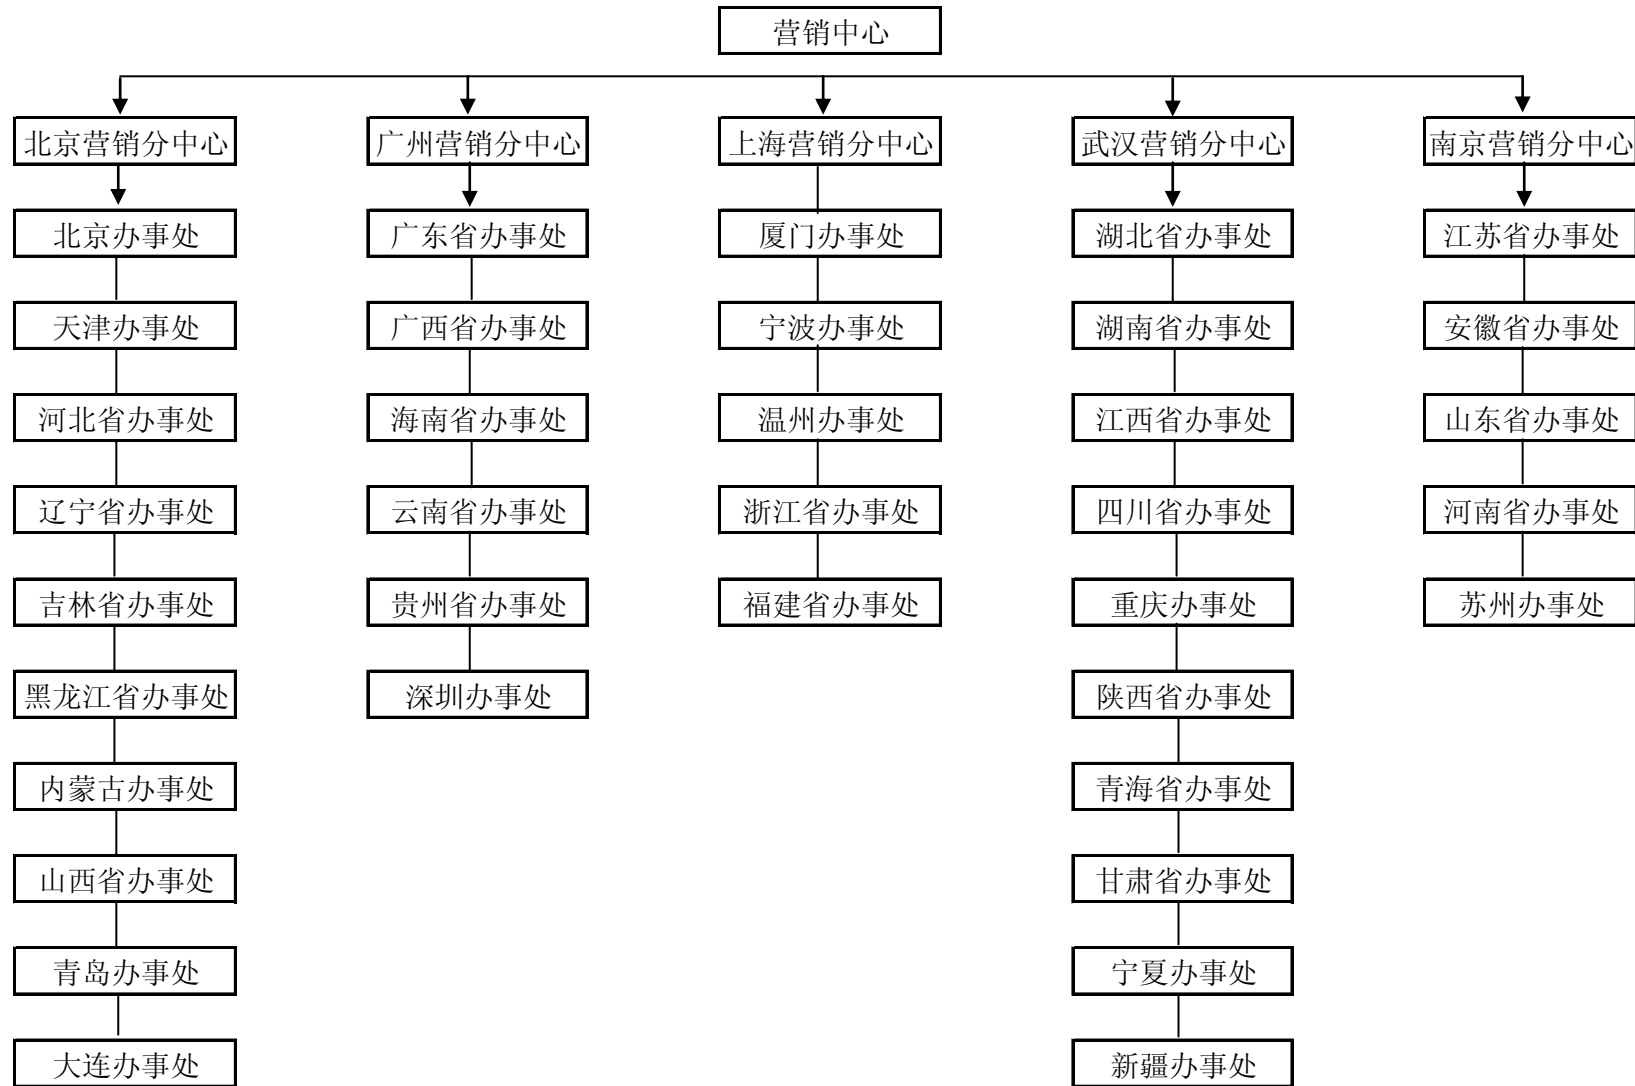 营销中心
北京营销分中心
广州营销分中心
上海营销分中心
武汉营销分中心
南京营销分中心
北京办事处
广东省办事处
厦门办事处
湖北省办事处
江苏省办事处
天津办事处
广西省办事处
宁波办事处
湖南省办事处
安徽省办事处
河北省办事处
海南省办事处
温州办事处
江西省办事处
山东省办事处
辽宁省办事处
云南省办事处
浙江省办事处
四川省办事处
河南省办事处
吉林省办事处
贵州省办事处
福建省办事处
重庆办事处
苏州办事处
黑龙江省办事处
深圳办事处
陕西省办事处
内蒙古办事处
青海省办事处
山西省办事处
甘肃省办事处
青岛办事处
宁夏办事处
大连办事处
新疆办事处